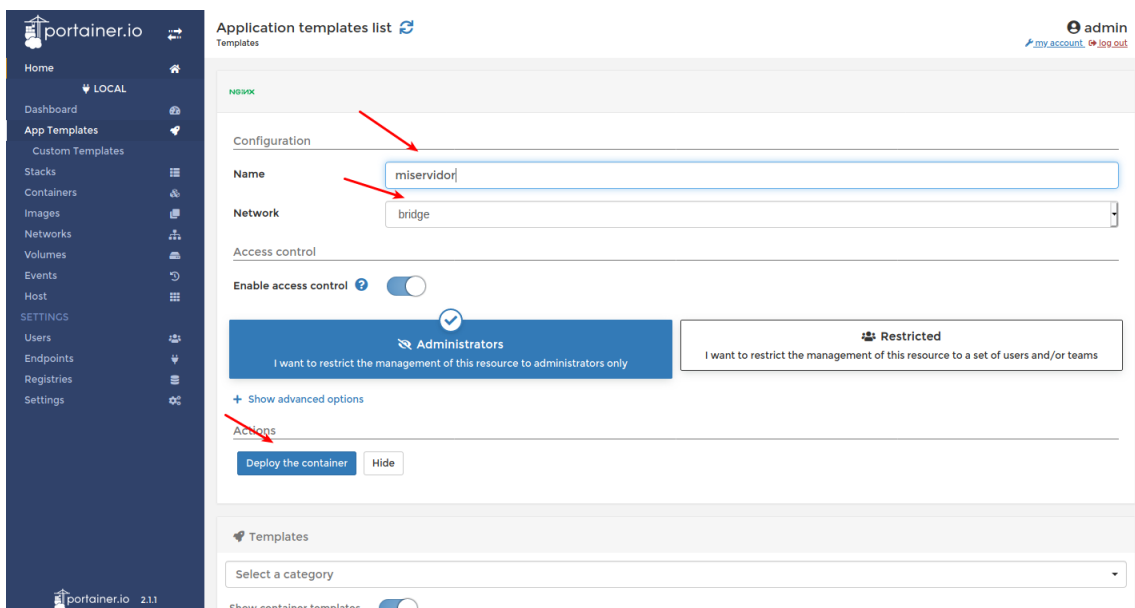 portainer.io
Home
LOCAL
Dashboard
App Templates
Custom Templates
Stacks
Containers
Images
Networks
Volumes
Events
Host
SETTINGS
Users
Endpoints
Registries
Settings
portainer.io 2.1.1
Application templates list
Templates
admin
my account log out
NGINX
Configuration
Name miservidor
Network bridge
Access control
Enable access control ?
Administrators
I want to restrict the management of this resource to administrators only
Restricted
I want to restrict the management of this resource to a set of users and/or teams
+ Show advanced options
Actions
Deploy the container Hide
Templates
Select a category
Show container templates